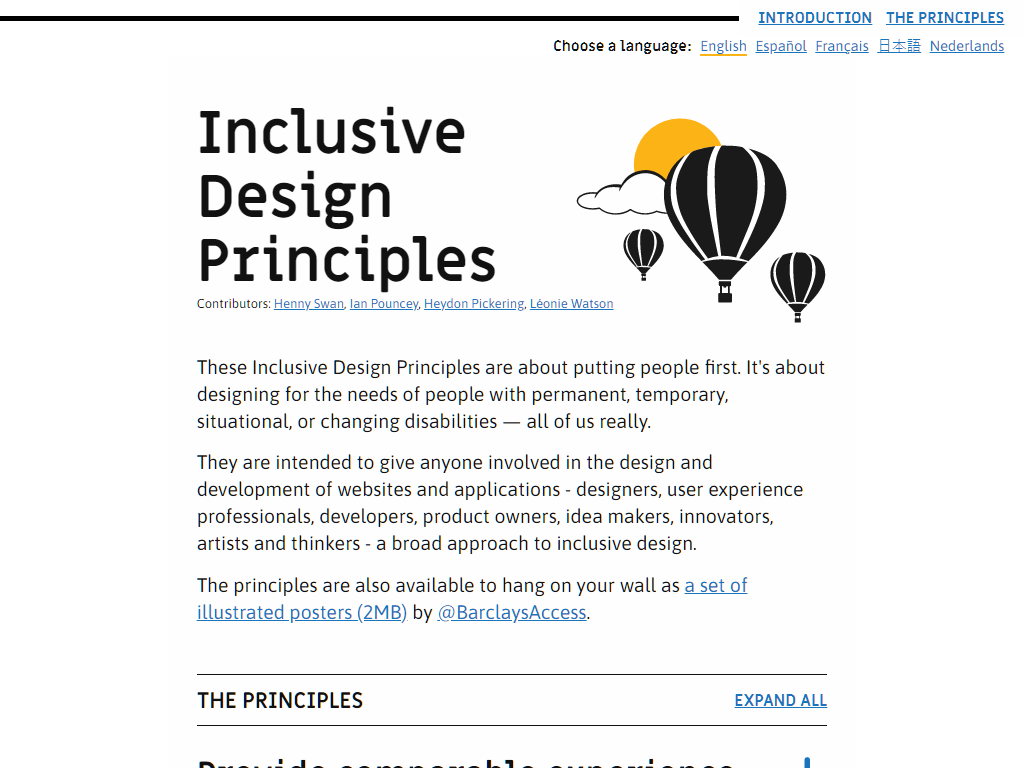 INTRODUCTION THE PRINCIPLES
Choose a language: English Español Français 日本語 Nederlands
Inclusive
Design
Principles
Contributors: Henny Swan, Ian Pouncey, Heydon Pickering, Léonie Watson
These Inclusive Design Principles are about putting people first. It's about
designing for the needs of people with permanent, temporary,
situational, or changing disabilities — all of us really.
They are intended to give anyone involved in the design and
development of websites and applications - designers, user experience
professionals, developers, product owners, idea makers, innovators,
artists and thinkers - a broad approach to inclusive design.
The principles are also available to hang on your wall as a set of
illustrated posters (2MB) by @BarclaysAccess.
THE PRINCIPLES EXPAND ALL
Provide comparable experience